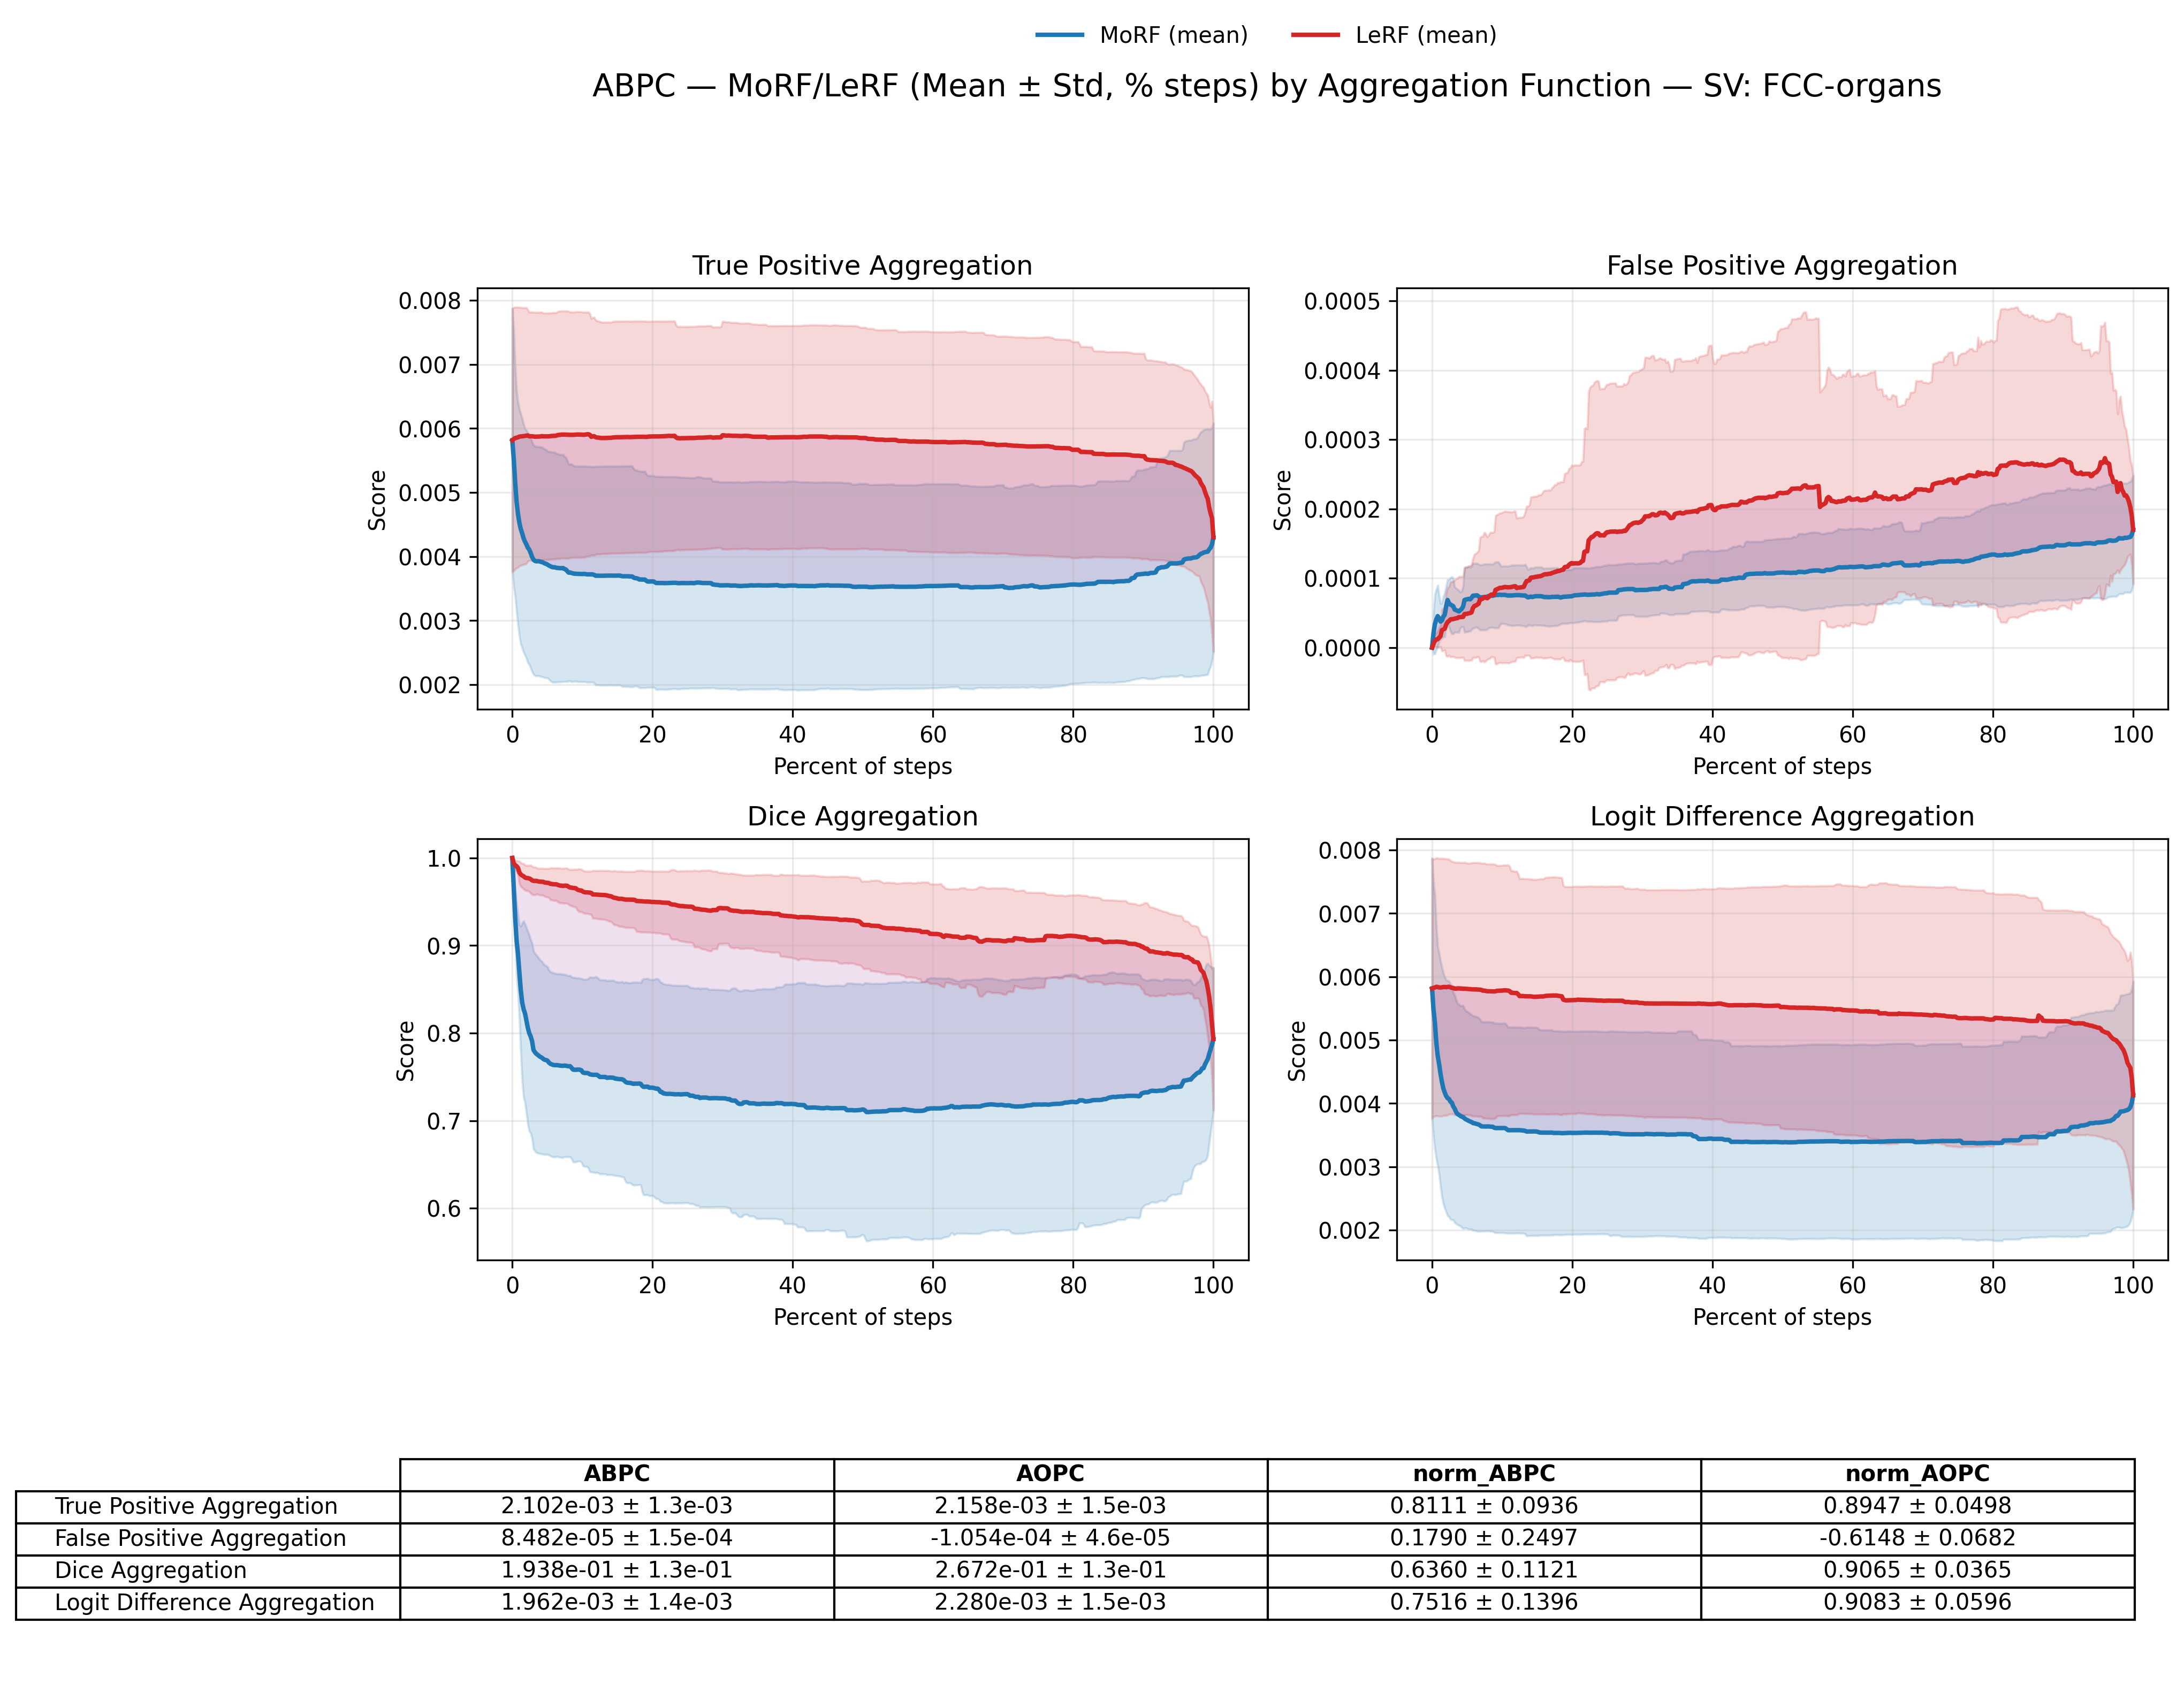 MoRF (mean) LeRF (mean)
ABPC — MoRF/LeRF (Mean ± Std, % steps) by Aggregation Function — SV: FCC-organs
True Positive Aggregation
0.008
0.007
0.006
0.005
0.004
0.003
0.002
Score
0 20 40 60 80 100
Percent of steps
False Positive Aggregation
0.0005
0.0004
0.0003
0.0002
0.0001
0.0000
Score
0 20 40 60 80 100
Percent of steps
Dice Aggregation
1.0
0.9
0.8
0.7
0.6
Score
0 20 40 60 80 100
Percent of steps
Logit Difference Aggregation
0.008
0.007
0.006
0.005
0.004
0.003
0.002
Score
0 20 40 60 80 100
Percent of steps
ABPC AOPC norm_ABPC norm_AOPC
True Positive Aggregation 2.102e-03 ± 1.3e-03 2.158e-03 ± 1.5e-03 0.8111 ± 0.0936 0.8947 ± 0.0498
False Positive Aggregation 8.482e-05 ± 1.5e-04 -1.054e-04 ± 4.6e-05 0.1790 ± 0.2497 -0.6148 ± 0.0682
Dice Aggregation 1.938e-01 ± 1.3e-01 2.672e-01 ± 1.3e-01 0.6360 ± 0.1121 0.9065 ± 0.0365
Logit Difference Aggregation 1.962e-03 ± 1.4e-03 2.280e-03 ± 1.5e-03 0.7516 ± 0.1396 0.9083 ± 0.0596